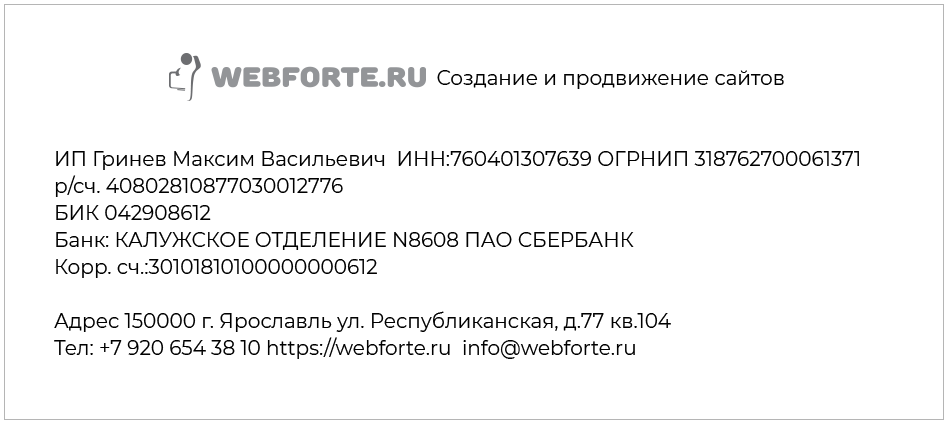 WEBFORTE.RU Создание и продвижение сайтов
ИП Гринев Максим Васильевич ИНН:760401307639 ОГРНИП 318762700061371
р/сч. 40802810877030012776
БИК 042908612
Банк: КАЛУЖСКОЕ ОТДЕЛЕНИЕ N8608 ПАО СБЕРБАНК
Корр. сч.:30101810100000000612
Адрес 150000 г. Ярославль ул. Республиканская, д.77 кв.104
Тел: +7 920 654 38 10 https://webforte.ru info@webforte.ru